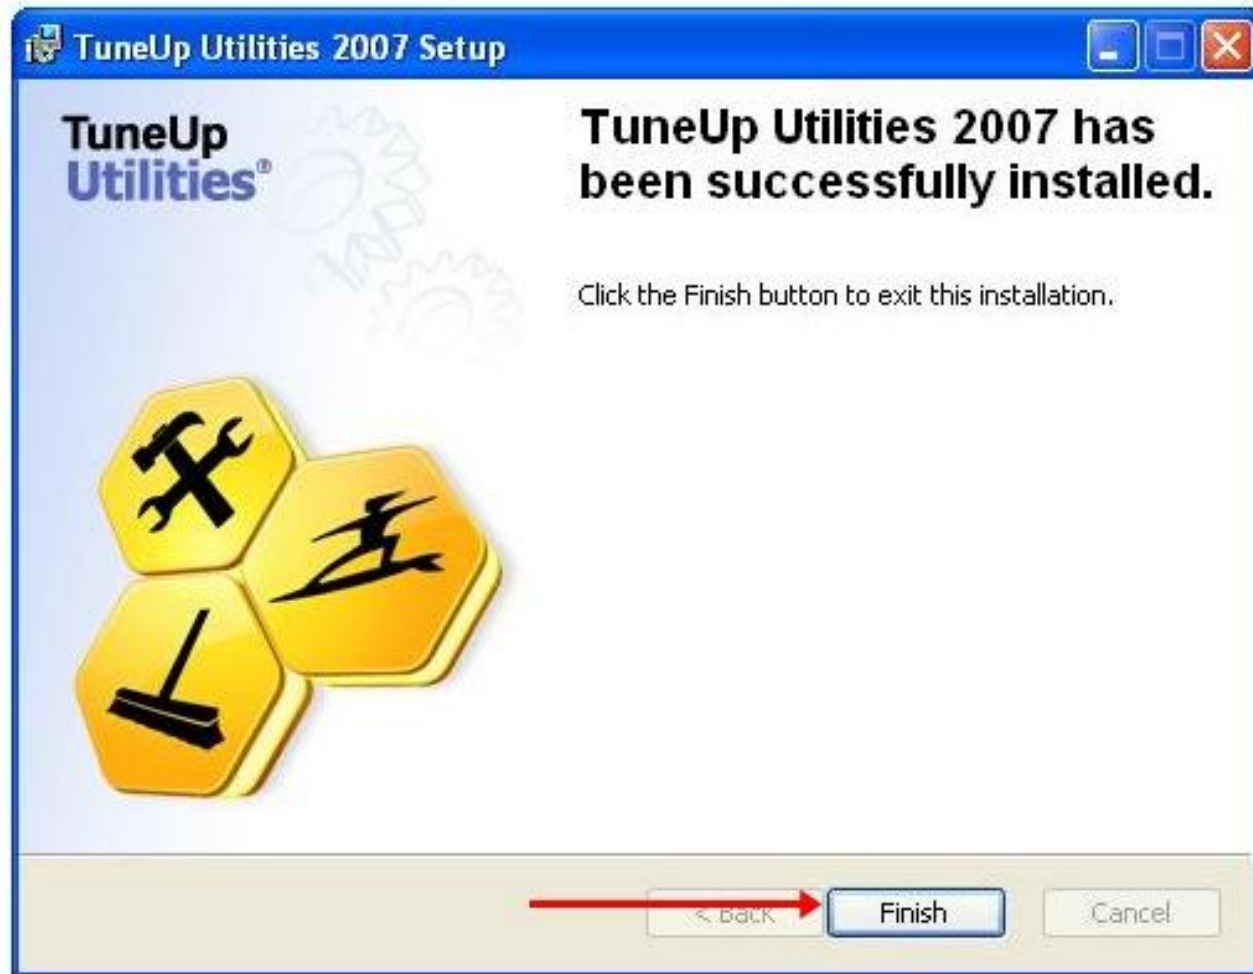 TuneUp Utilities 2007 Setup
TuneUp
Utilities®
TuneUp Utilities 2007 has
been successfully installed.
Click the Finish button to exit this installation.
< Back
Finish
Cancel